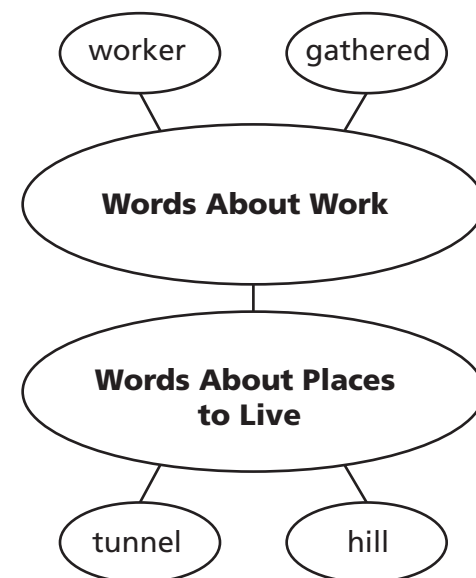 worker
gathered
Words About Work
Words About Places
to Live
tunnel
hill